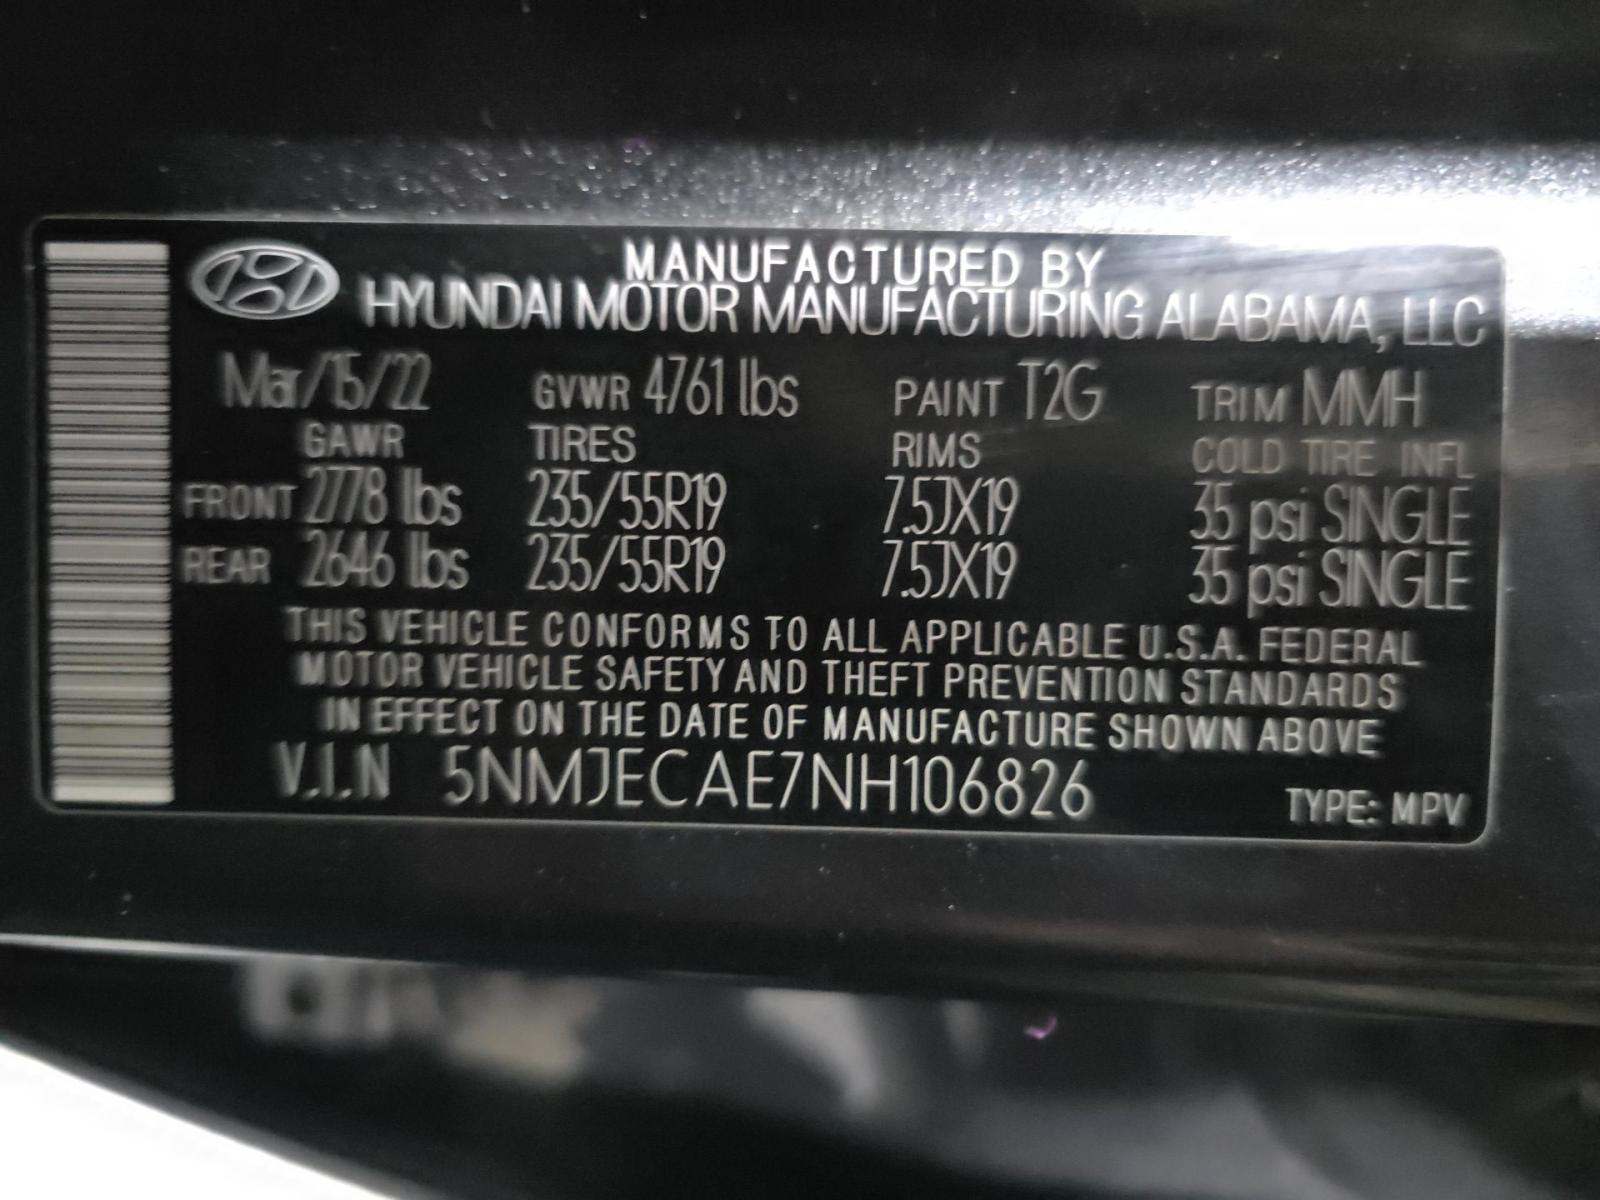 MANUFACTURED BY
HYUNDAI MOTOR MANUFACTURING ALABAMA, LLC
Mar/15/22 GVWR 4761 lbs PAINT T2G TRIM MMH
GAWR TIRES RIMS COLD TIRE INFL
FRONT 2778 lbs 235/55R19 7.5JX19 35 psi SINGLE
REAR 2646 lbs 235/55R19 7.5JX19 35 psi SINGLE
THIS VEHICLE CONFORMS TO ALL APPLICABLE U.S.A. FEDERAL
MOTOR VEHICLE SAFETY AND THEFT PREVENTION STANDARDS
IN EFFECT ON THE DATE OF MANUFACTURE SHOWN ABOVE
V.I.N 5NMJECAE7NH106826 TYPE: MPV